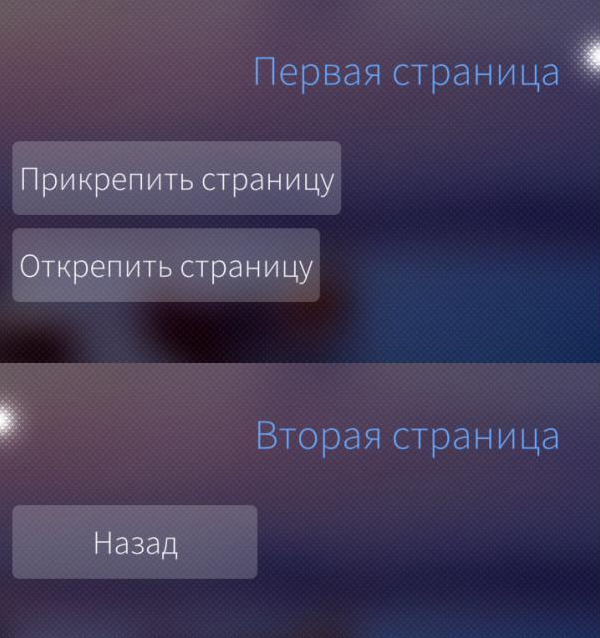 Первая страница
Прикрепить страницу
Открепить страницу
Вторая страница
Назад